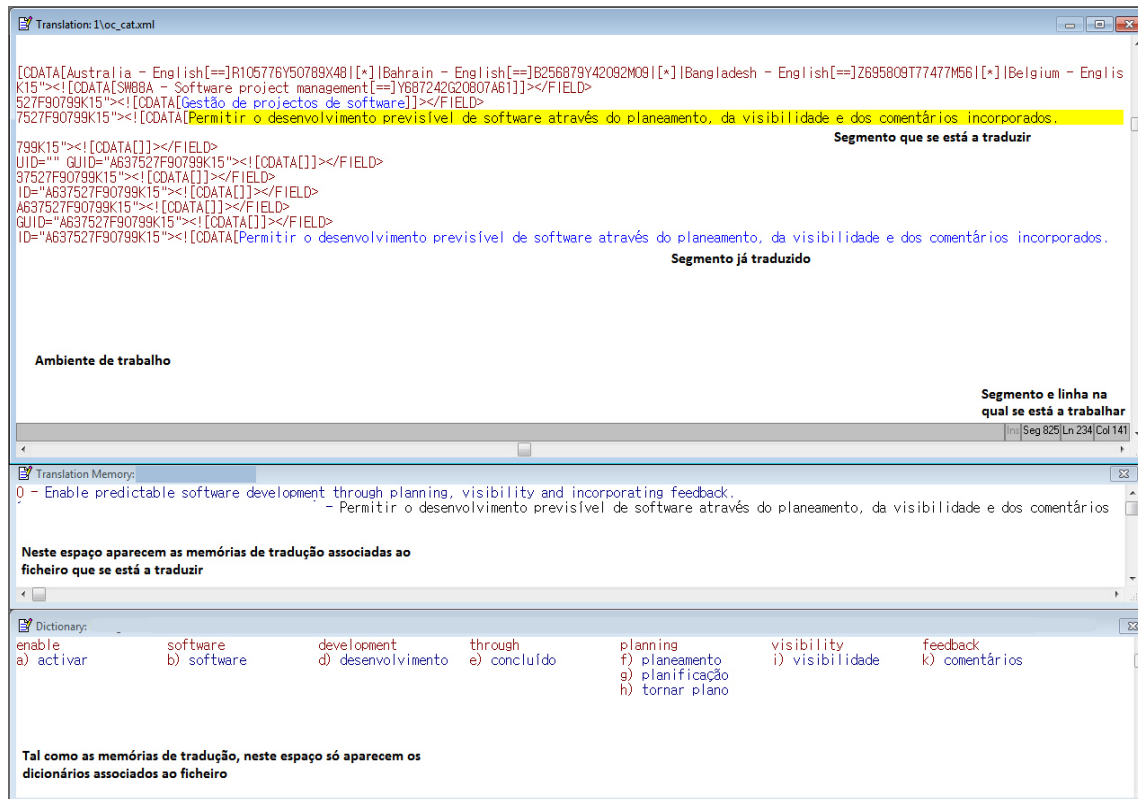 Translation: 1\oc_cat.xml
[CDATA[Australia - English[==]R105776Y50789X48|[*]|Bahrain - English[==]B256879Y42092M09|[*]|Bangladesh - English[==]Z695809T77477M56|[*]|Belgium - Englis
K15"><![CDATA[SW88A - Software project management[==]Y687242G20807A61]]></FIELD>
527F90799K15"><![CDATA[Gestão de projectos de software]]></FIELD>
7527F90799K15"><![CDATA[Permitir o desenvolvimento previsível de software através do planeamento, da visibilidade e dos comentários incorporados.
Segmento que se está a traduzir
799K15"><![CDATA[]]></FIELD>
UID="" GUID="A637527F90799K15"><![CDATA[]]></FIELD>
37527F90799K15"><![CDATA[]]></FIELD>
ID="A637527F90799K15"><![CDATA[]]></FIELD>
A637527F90799K15"><![CDATA[]]></FIELD>
GUID="A637527F90799K15"><![CDATA[]]></FIELD>
ID="A637527F90799K15"><![CDATA[Permitir o desenvolvimento previsível de software através do planeamento, da visibilidade e dos comentários incorporados.
Segmento já traduzido
Ambiente de trabalho
Segmento e linha na
qual se está a trabalhar
Ins Seg 825 Ln 234 Col 141
Translation Memory:
0 - Enable predictable software development through planning, visibility and incorporating feedback.
- Permitir o desenvolvimento previsível de software através do planeamento, da visibilidade e dos comentários
Neste espaço aparecem as memórias de tradução associadas ao
ficheiro que se está a traduzir
Dictionary:
enable software development through planning visibility feedback
a) activar b) software d) desenvolvimento e) concluído f) planeamento i) visibilidade k) comentários
g) planificação
h) tornar plano
Tal como as memórias de tradução, neste espaço só aparecem os
dicionários associados ao ficheiro